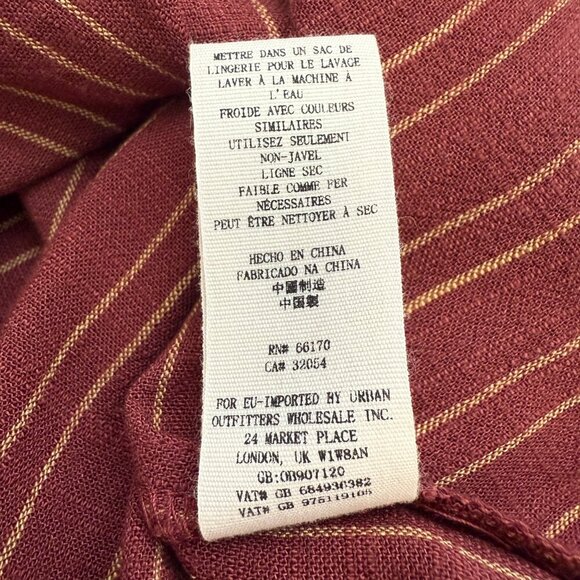 METTRE DANS UN SAC DE
LINGERIE POUR LE LAVAGE
LAVER À LA MACHINE À
L'EAU
FROIDE AVEC COULEURS
SIMILAIRES
UTILISEZ SEULEMENT
NON-JAVEL
LIGNE SEC
FAIBLE COMME FER
NÉCESSAIRES
PEUT ÊTRE NETTOYER À SEC
HECHO EN CHINA
FABRICADO NA CHINA
中國制造
中国製
RN# 66170
CA# 32054
FOR EU-IMPORTED BY URBAN
OUTFITTERS WHOLESALE INC.
24 MARKET PLACE
LONDON, UK W1W8AN
GB:OB907120
VAT# GB 684930382
VAT# GB 975119105